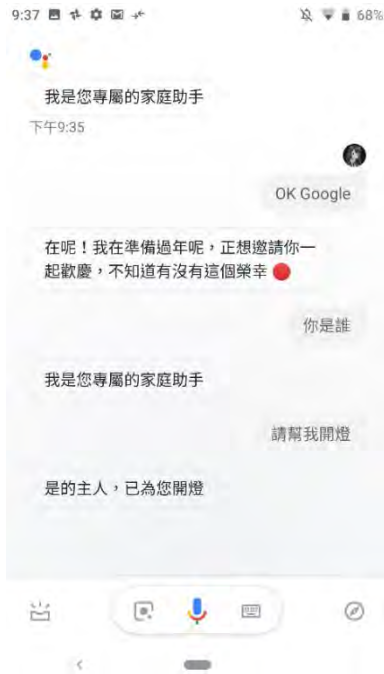 9:37
68%
我是您專屬的家庭助手
下午9:35
OK Google
在呢！我在準備過年呢，正想邀請你一
起歡慶，不知道有沒有這個榮幸
你是誰
我是您專屬的家庭助手
請幫我開燈
是的主人，已為您開燈